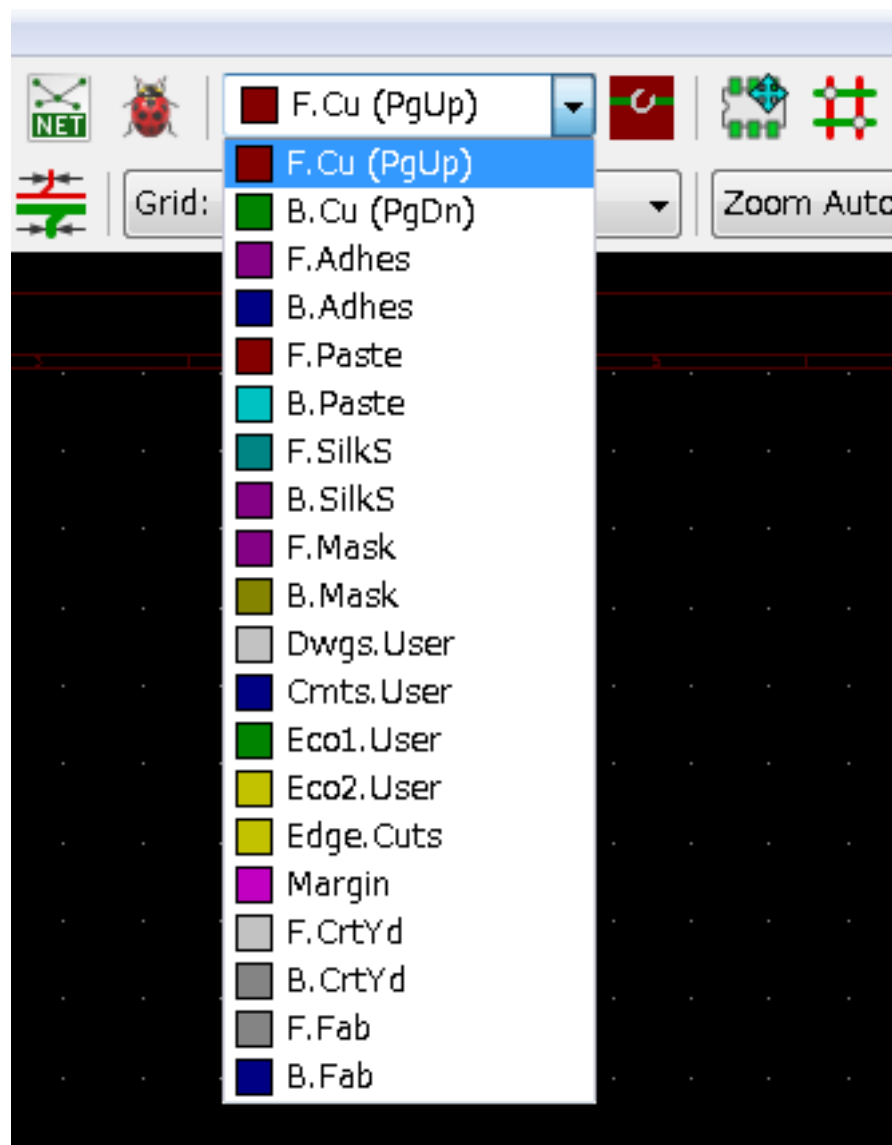 NET
F.Cu (PgUp)
Grid:
Zoom Auto
F.Cu (PgUp)
B.Cu (PgDn)
F.Adhes
B.Adhes
F.Paste
B.Paste
F.SilkS
B.SilkS
F.Mask
B.Mask
Dwgs.User
Cmts.User
Eco1.User
Eco2.User
Edge.Cuts
Margin
F.CrtYd
B.CrtYd
F.Fab
B.Fab